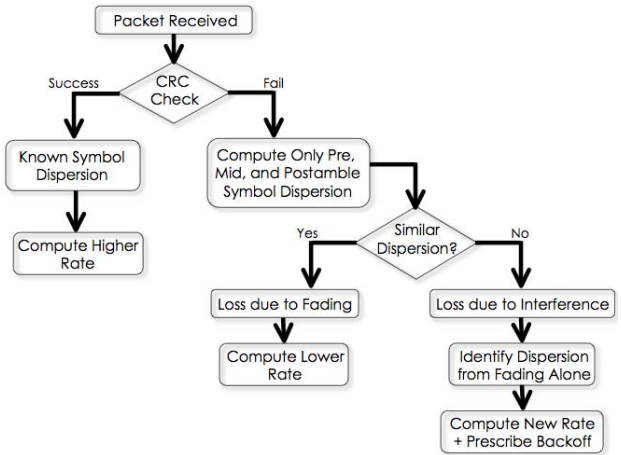 Packet Received
CRC
Check
Success
Fail
Known Symbol
Dispersion
Compute Only Pre,
Mid, and Postamble
Symbol Dispersion
Compute Higher
Rate
Similar
Dispersion?
Yes
No
Loss due to Fading
Loss due to Interference
Compute Lower
Rate
Identify Dispersion
from Fading Alone
Compute New Rate
+ Prescribe Backoff